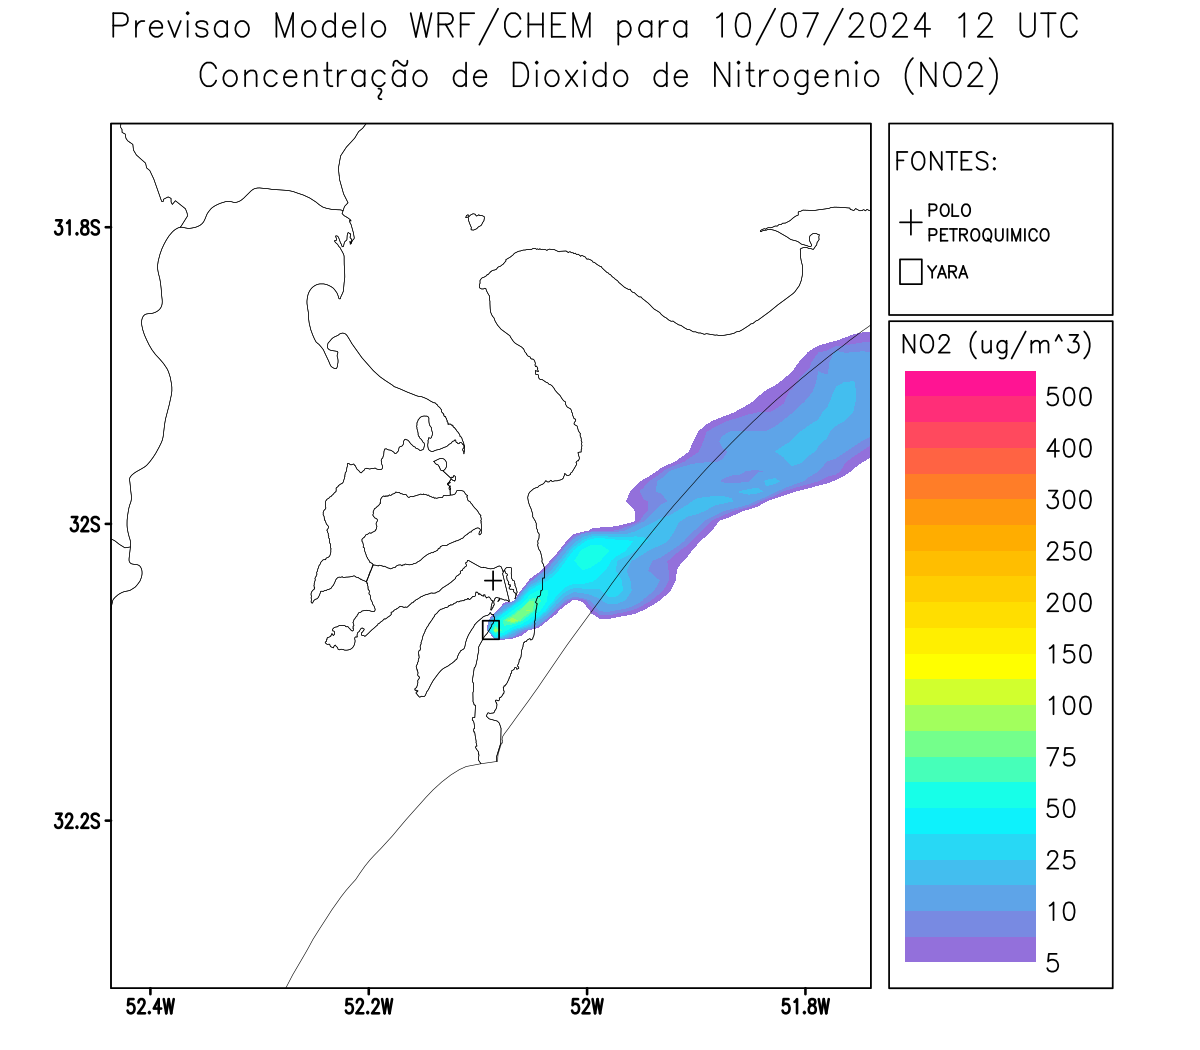 Previsao Modelo WRF/CHEM para 10/07/2024 12 UTC
Concentração de Dioxido de Nitrogenio (NO2)
FONTES:
POLO
PETROQUIMICO
YARA
NO2 (ug/m^3)
500
400
300
250
200
150
100
75
50
25
10
5
31.8S
32S
32.2S
52.4W
52.2W
52W
51.8W